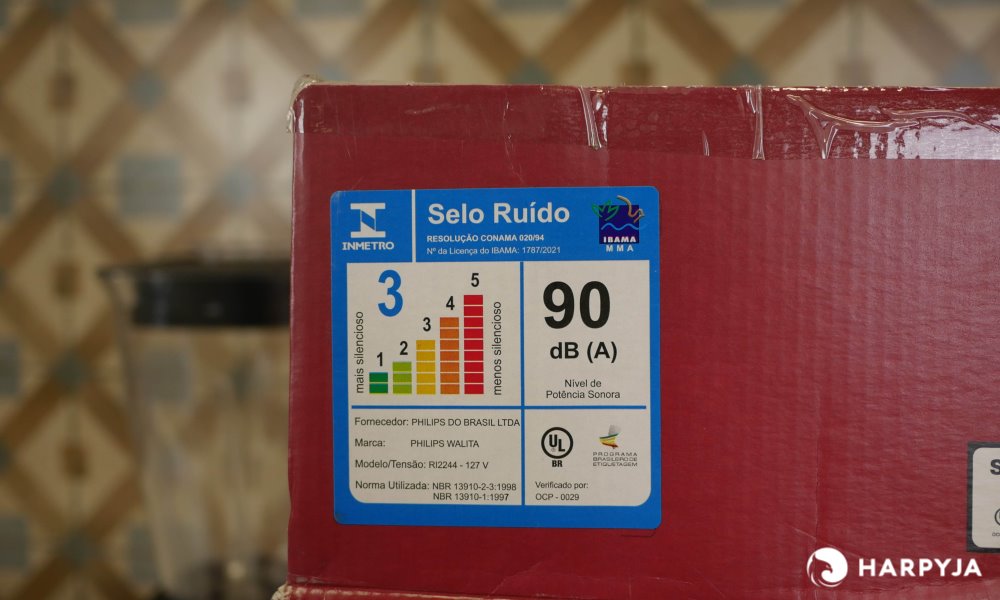 INMETRO
Selo Ruído
RESOLUÇÃO CONAMA 020/94
Nº da Licença do IBAMA: 1787/2021
IBAMA
MMA
3
mais silencioso
1
2
3
4
5
menos silencioso
90
dB (A)
Nível de
Potência Sonora
Fornecedor: PHILIPS DO BRASIL LTDA
Marca: PHILIPS WALITA
Modelo/Tensão: RI2244 - 127 V
Norma Utilizada: NBR 13910-2-3:1998
NBR 13910-1:1997
UL
BR
PROGRAMA
BRASILEIRO DE
ETIQUETAGEM
Verificado por:
OCP - 0029
S
HARPYJA